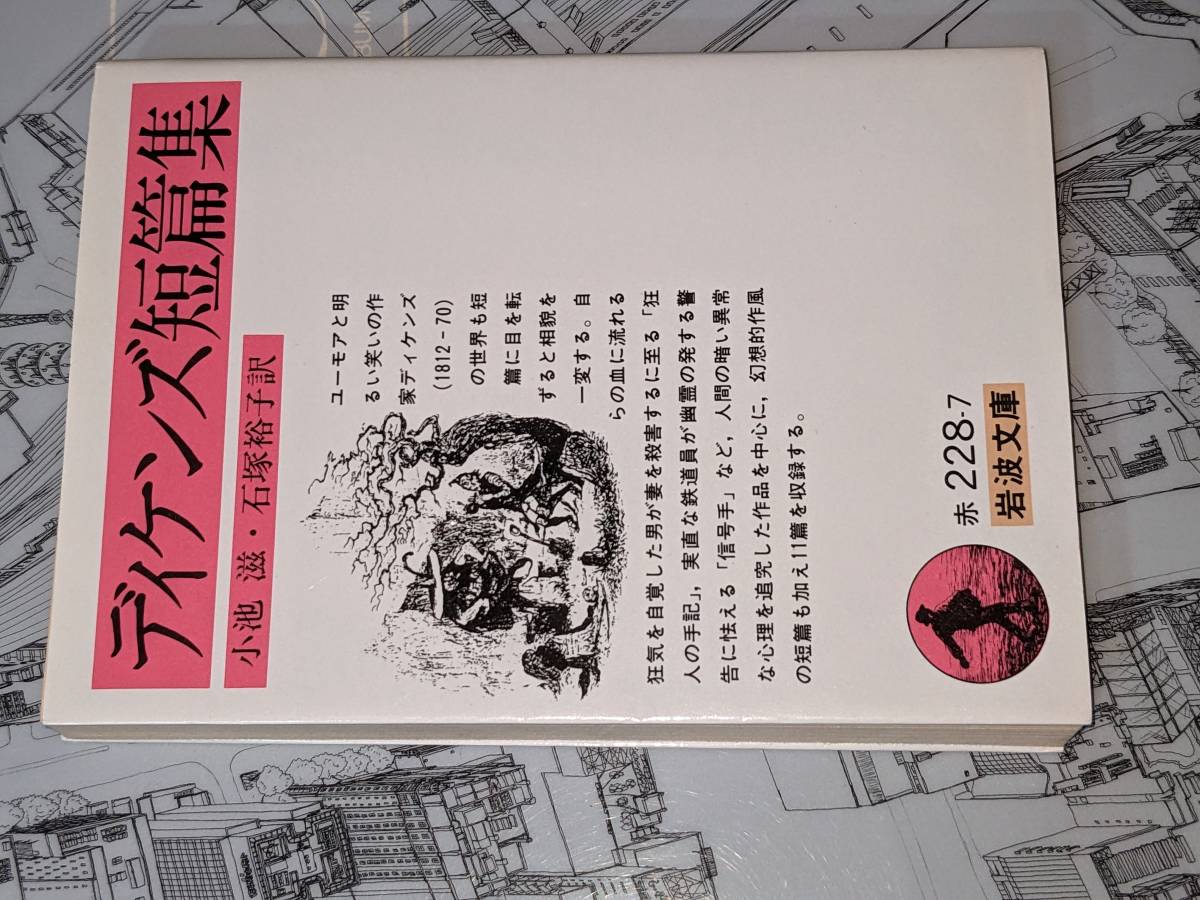 ディケンズ短篇集
小池 滋・石塚裕子訳
ユーモアと明
るい笑いの作
家ディケンズ
(1812-70)
の世界も短
篇に目を転
ずると相貌を
一変する。自
らの血に流れる
狂気を自覚した男が妻を殺害するに至る「狂
人の手記」，実直な鉄道員が幽霊の発する警
告に怯える「信号手」など，人間の暗い異常
な心理を追究した作品を中心に，幻想的作風
の短篇も加え11篇を収録する。
赤 228-7
岩波文庫